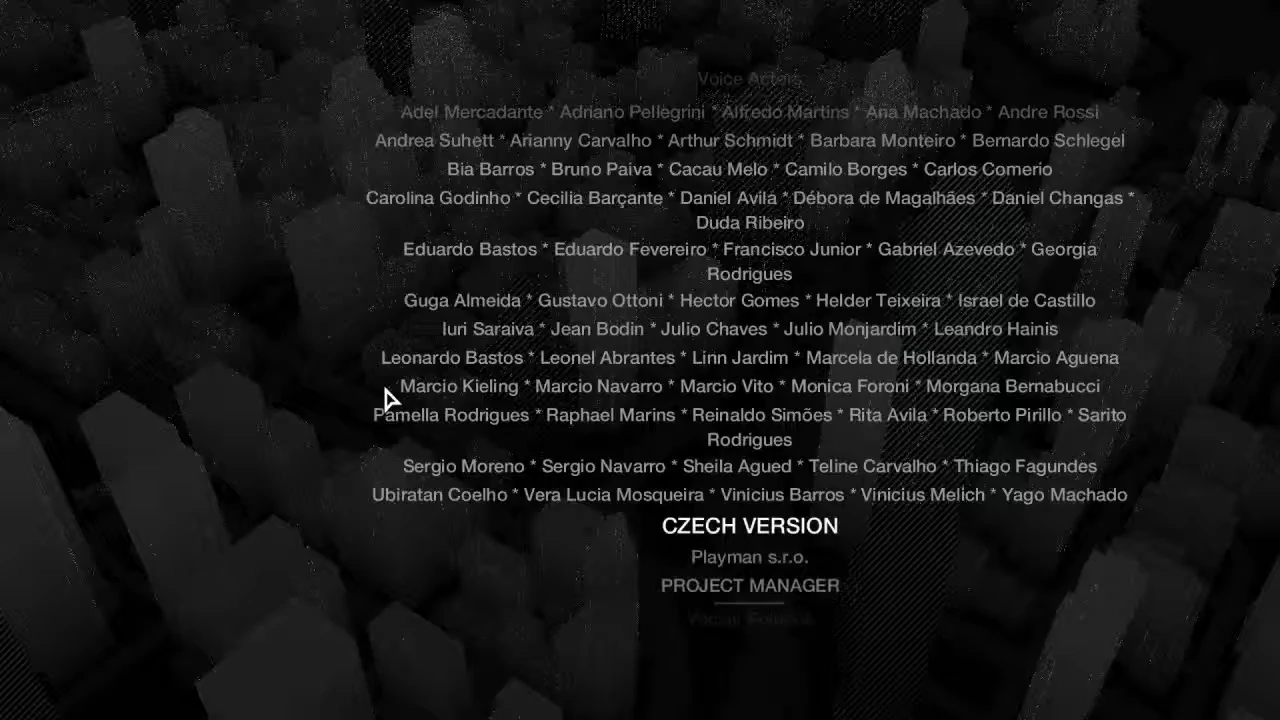 Voice Actors
Adel Mercadante * Adriano Pellegrini * Alfredo Martins * Ana Machado * Andre Rossi
Andrea Suhett * Arianny Carvalho * Arthur Schmidt * Barbara Monteiro * Bernardo Schlegel
Bia Barros * Bruno Paiva * Cacau Melo * Camilo Borges * Carlos Comerio
Carolina Godinho * Cecilia Barçante * Daniel Avila * Débora de Magalhães * Daniel Changas *
Duda Ribeiro
Eduardo Bastos * Eduardo Fevereiro * Francisco Junior * Gabriel Azevedo * Georgia
Rodrigues
Guga Almeida * Gustavo Ottoni * Hector Gomes * Helder Teixeira * Israel de Castillo
Iuri Saraiva * Jean Bodin * Julio Chaves * Julio Monjardim * Leandro Hainis
Leonardo Bastos * Leonel Abrantes * Linn Jardim * Marcela de Hollanda * Marcio Aguena
Marcio Kieling * Marcio Navarro * Marcio Vito * Monica Foroni * Morgana Bernabucci
Pamella Rodrigues * Raphael Marins * Reinaldo Simões * Rita Avila * Roberto Pirillo * Sarito
Rodrigues
Sergio Moreno * Sergio Navarro * Sheila Agued * Teline Carvalho * Thiago Fagundes
Ubiratan Coelho * Vera Lucia Mosqueira * Vinicius Barros * Vinicius Melich * Yago Machado
CZECH VERSION
Playman s.r.o.
PROJECT MANAGER